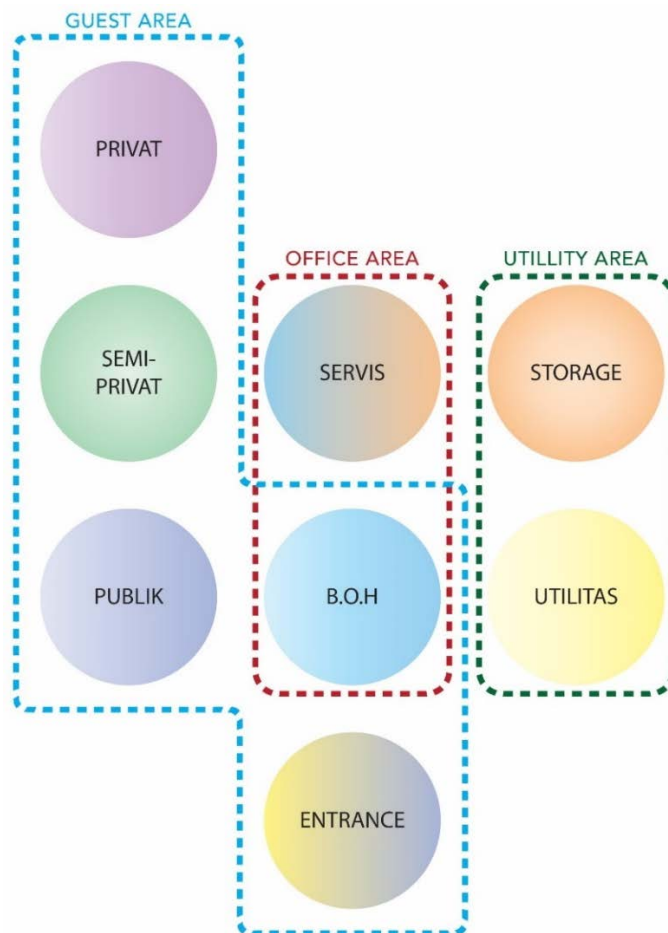 GUEST AREA
PRIVAT
OFFICE AREA
UTILLITY AREA
SEMI-
PRIVAT
SERVIS
STORAGE
PUBLIK
B.O.H
UTILITAS
ENTRANCE